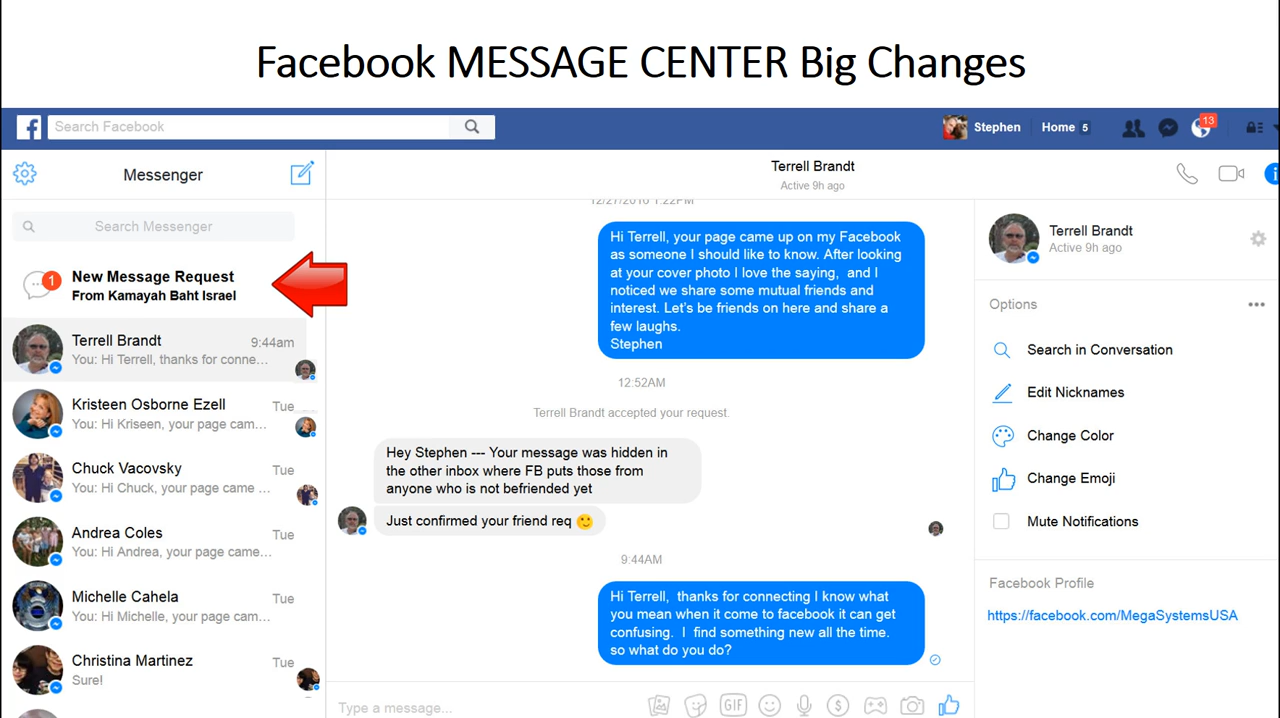 Facebook MESSAGE CENTER Big Changes
f
Search Facebook
Stephen
Home 5
13
Messenger
Search Messenger
1
New Message Request
From Kamayah Baht Israel
Terrell Brandt
9:44am
You: Hi Terrell, thanks for conne...
Kristeen Osborne Ezell
Tue
You: Hi Kriseen, your page cam...
Chuck Vacovsky
Tue
You: Hi Chuck, your page came ...
Andrea Coles
Tue
You: Hi Andrea, your page came...
Michelle Cahela
Tue
You: Hi Michelle, your page cam...
Christina Martinez
Tue
Sure!
Terrell Brandt
Active 9h ago
12/27/2016 1:22PM
Hi Terrell, your page came up on my Facebook
as someone I should like to know. After looking
at your cover photo I love the saying, and I
noticed we share some mutual friends and
interest. Let's be friends on here and share a
few laughs.
Stephen
12:52AM
Terrell Brandt accepted your request.
Hey Stephen --- Your message was hidden in
the other inbox where FB puts those from
anyone who is not befriended yet
Just confirmed your friend req 🙂
9:44AM
Hi Terrell, thanks for connecting I know what
you mean when it come to facebook it can get
confusing. I find something new all the time.
so what do you do?
Type a message...
GIF
$
i
Terrell Brandt
Active 9h ago
Options
Search in Conversation
Edit Nicknames
Change Color
Change Emoji
Mute Notifications
Facebook Profile
https://facebook.com/MegaSystemsUSA